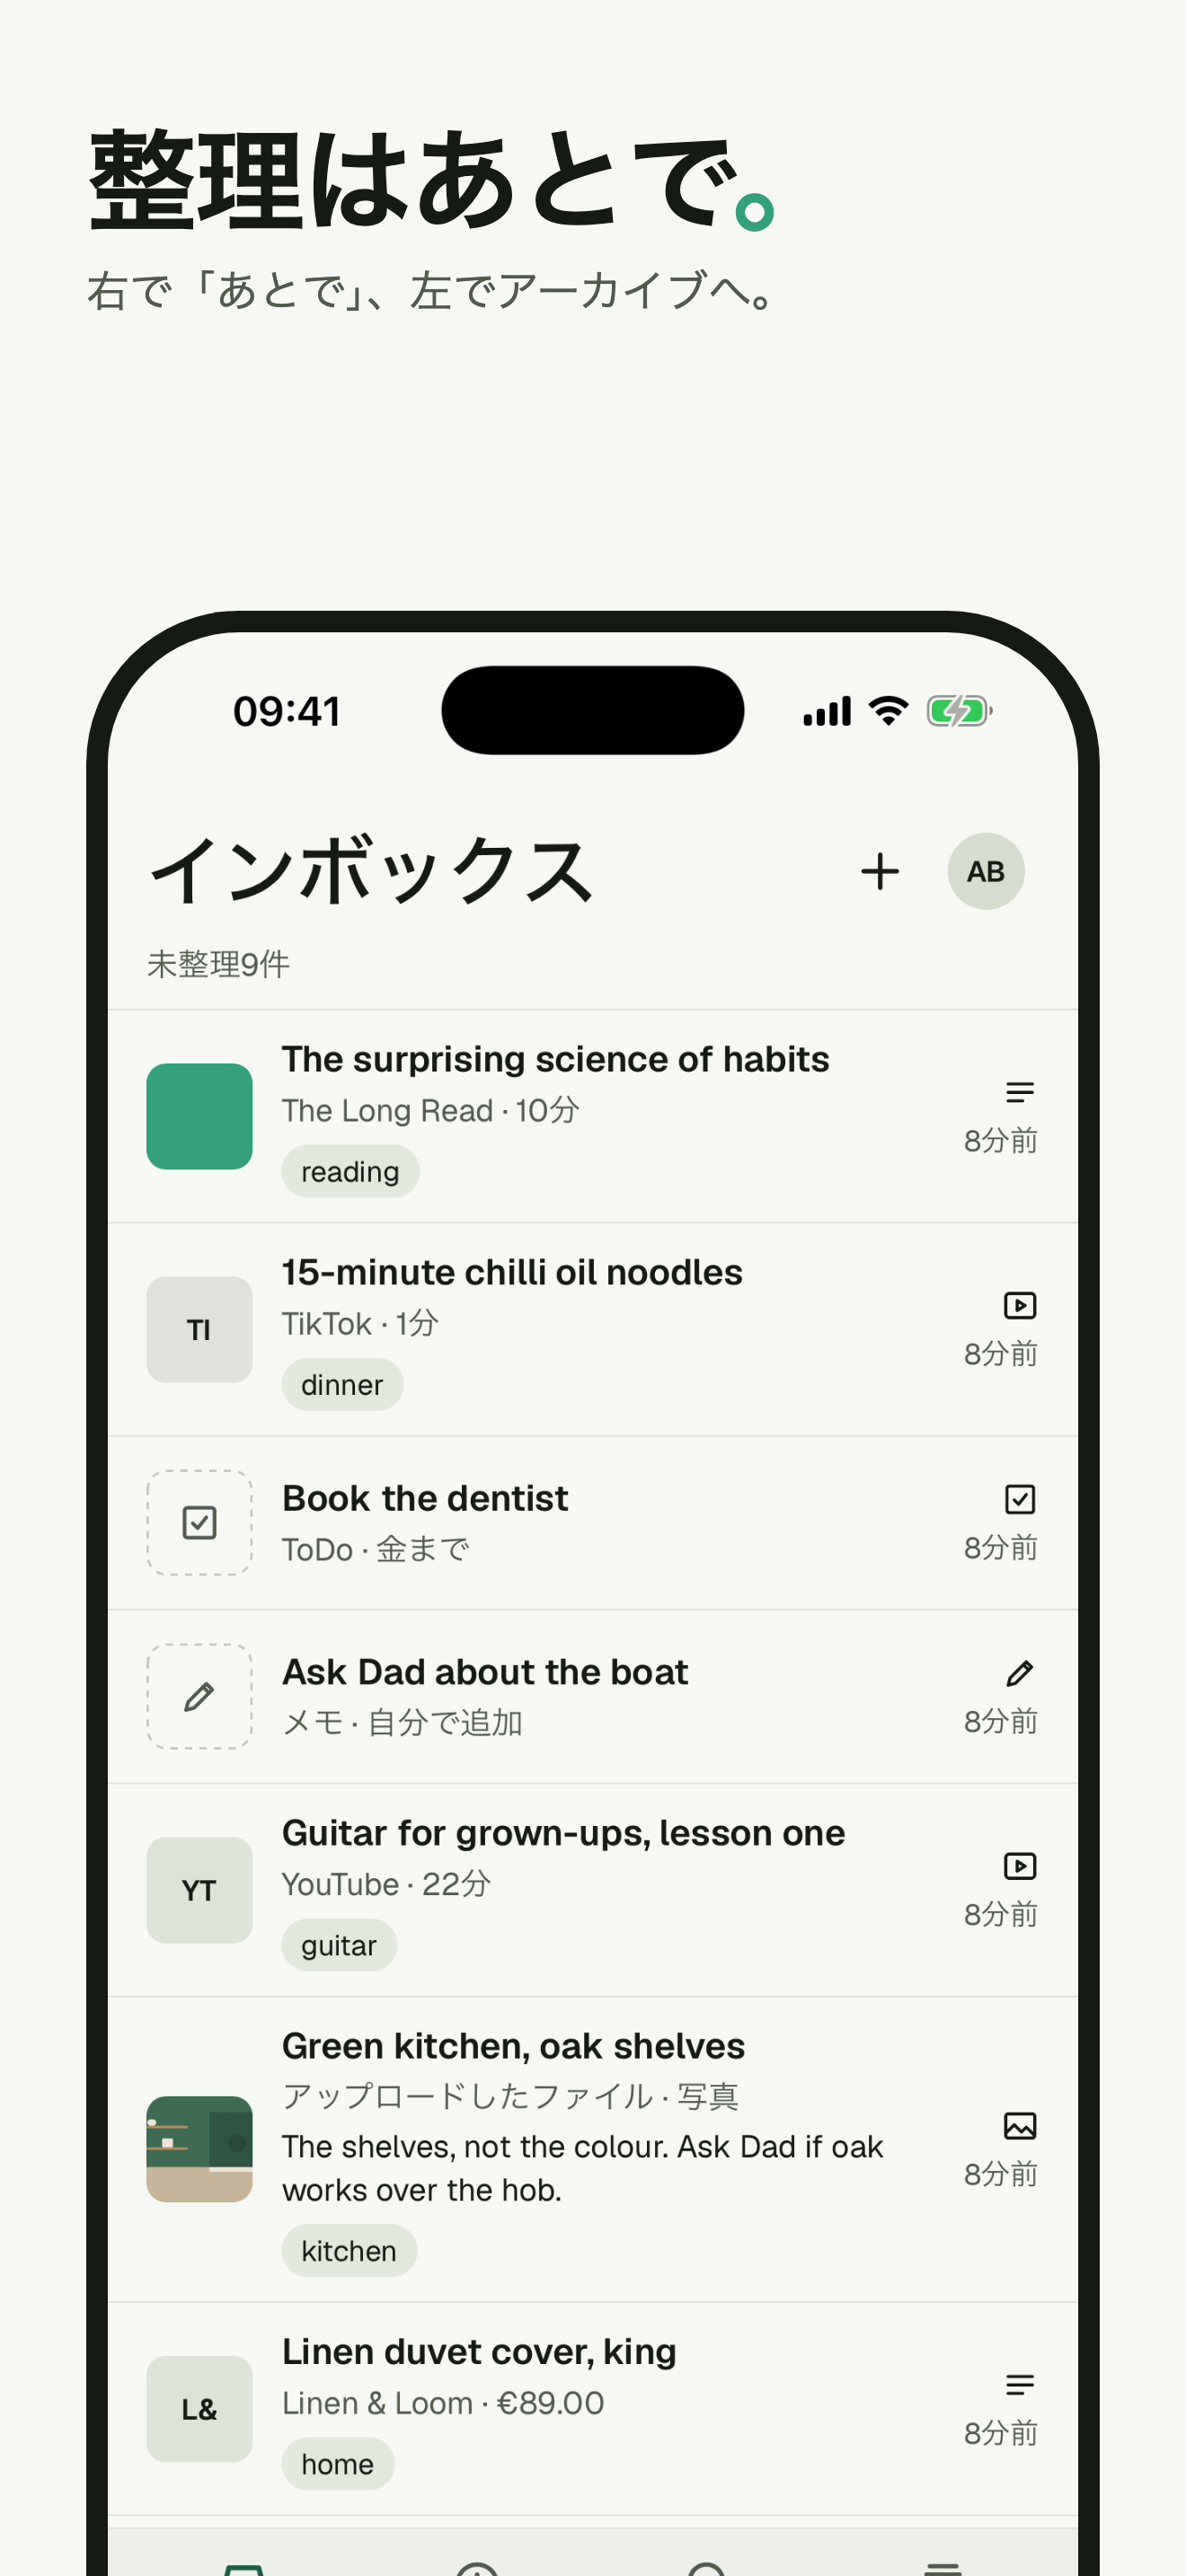 整理はあとで。
右で「あとで」、左でアーカイブへ。
09:41
インボックス
AB
未整理9件
The surprising science of habits
The Long Read · 10分
reading
8分前
TI
15-minute chilli oil noodles
TikTok · 1分
dinner
8分前
Book the dentist
ToDo · 金まで
8分前
Ask Dad about the boat
メモ · 自分で追加
8分前
YT
Guitar for grown-ups, lesson one
YouTube · 22分
guitar
8分前
Green kitchen, oak shelves
アップロードしたファイル · 写真
The shelves, not the colour. Ask Dad if oak
works over the hob.
kitchen
8分前
L&
Linen duvet cover, king
Linen & Loom · €89.00
home
8分前